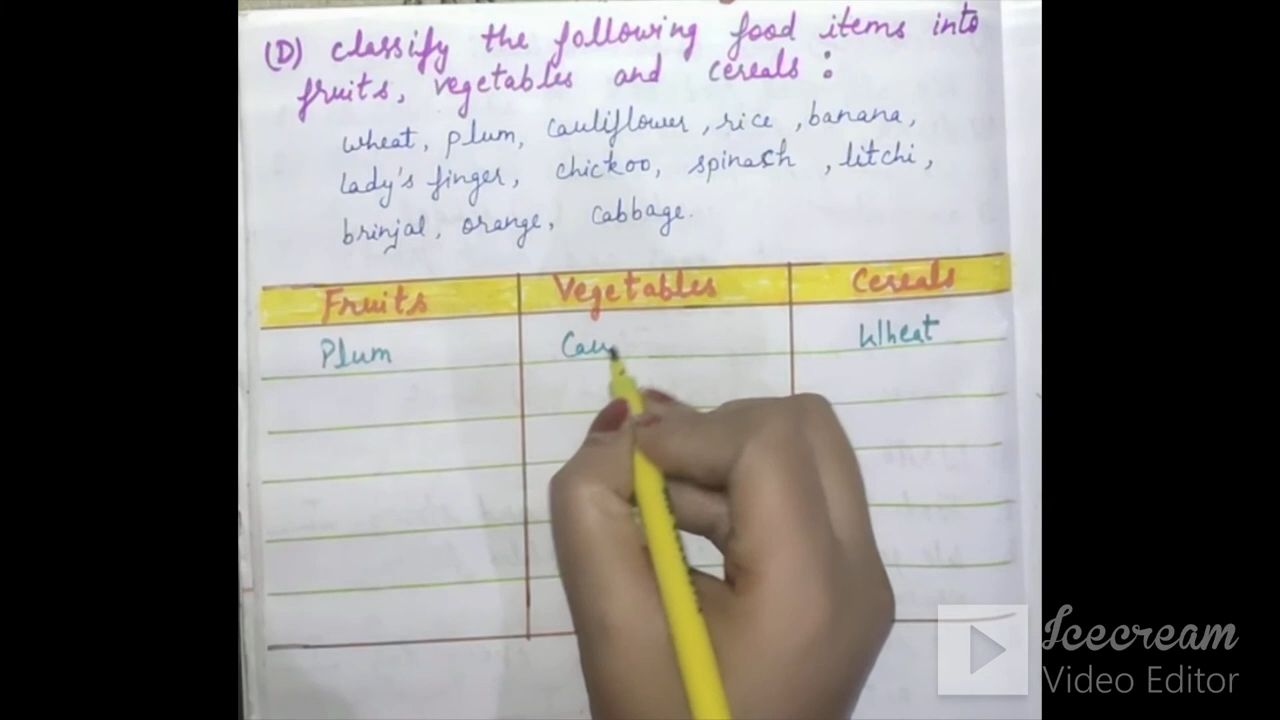 (D) classify the following food items into
fruits, vegetables and cereals :
wheat, plum, cauliflower, rice, banana,
lady's finger, chickoo, spinach, litchi,
brinjal, orange, cabbage.
Fruits Vegetables Cereals
Plum Cau Wheat
Icecream
Video Editor